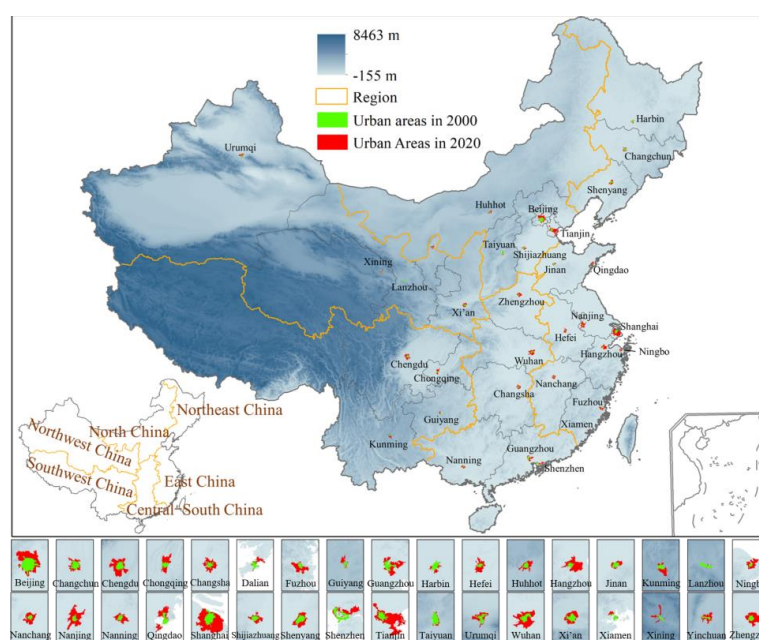 8463 m
-155 m
Region
Urban areas in 2000
Urban Areas in 2020
Harbin
Changchun
Urumqi
Shenyang
Huhhot
Beijing
Tianjin
Taiyuan
Shijiazhuang
Xining
Jinan
Qingdao
Lanzhou
Zhengzhou
Xi'an
Nanjing
Shanghai
Hefei
Hangzhou
Ningbo
Wuhan
Chengdu
Chongqing
Nanchang
Changsha
Fuzhou
Guiyang
Xiamen
Kunming
Guangzhou
Nanning
Shenzhen
Northeast China
North China
Northwest China
Southwest China
East China
Central-South China
Beijing Changchun Chengdu Chongqing Changsha Dalian Fuzhou Guiyang Guangzhou Harbin Hefei Huhhot Hangzhou Jinan Kunming Lanzhou Ningb
Nanchang Nanjing Nanning Qingdao Shanghai Shijiazhuang Shenyang Shenzhen Tianjin Taiyuan Urumqi Wuhan Xi'an Xiamen Xining Yinchuan Zhengz